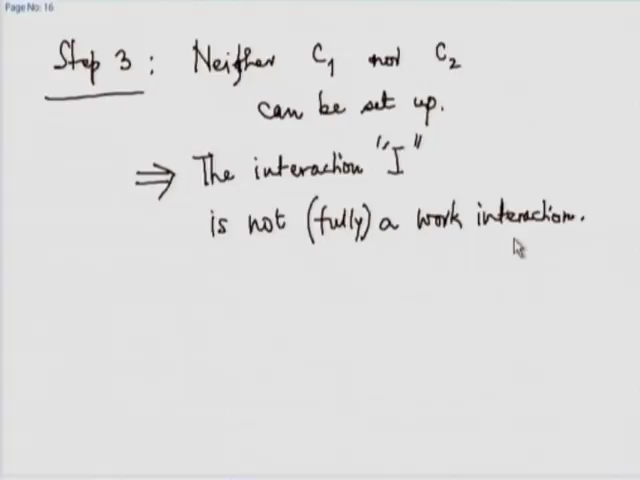 Page No: 16
Step 3 : Neither C₁ nor C₂
can be set up.
⇒ The interaction "I"
is not (fully) a work interaction.